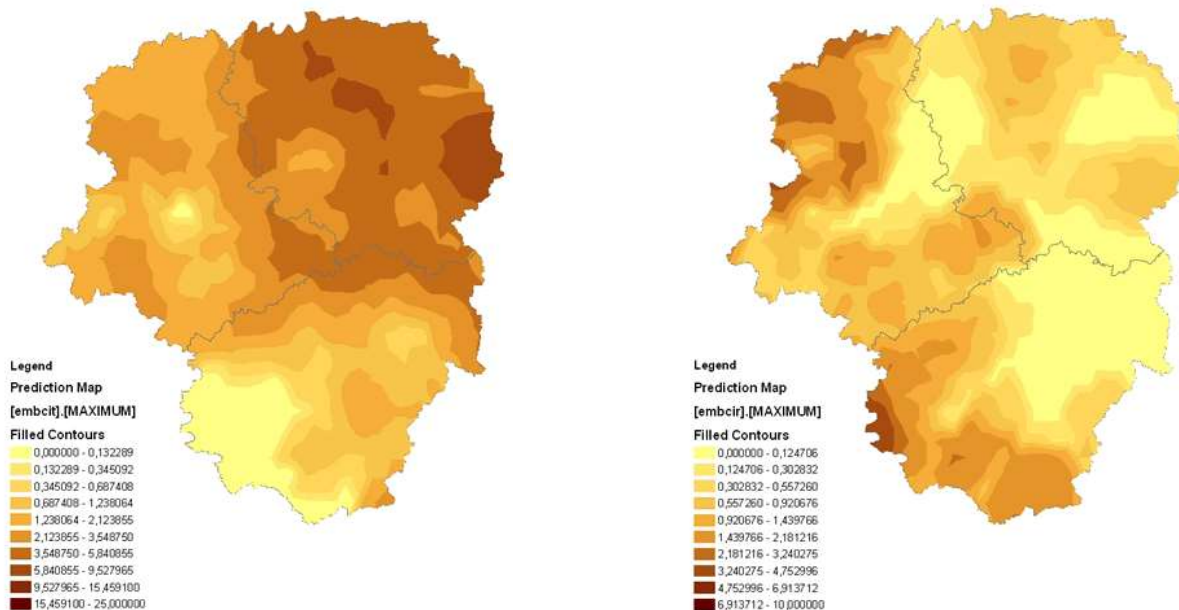 Legend
Prediction Map
[embcit].[MAXIMUM]
Filled Contours
0,000000 - 0,132289
0,132289 - 0,345092
0,345092 - 0,687408
0,687408 - 1,238064
1,238064 - 2,123855
2,123855 - 3,548750
3,548750 - 5,840855
5,840855 - 9,527965
9,527965 - 15,459100
15,459100 - 25,000000
Legend
Prediction Map
[embcir].[MAXIMUM]
Filled Contours
0,000000 - 0,124706
0,124706 - 0,302832
0,302832 - 0,557260
0,557260 - 0,920676
0,920676 - 1,439766
1,439766 - 2,181216
2,181216 - 3,240275
3,240275 - 4,752996
4,752996 - 6,913712
6,913712 - 10,000000